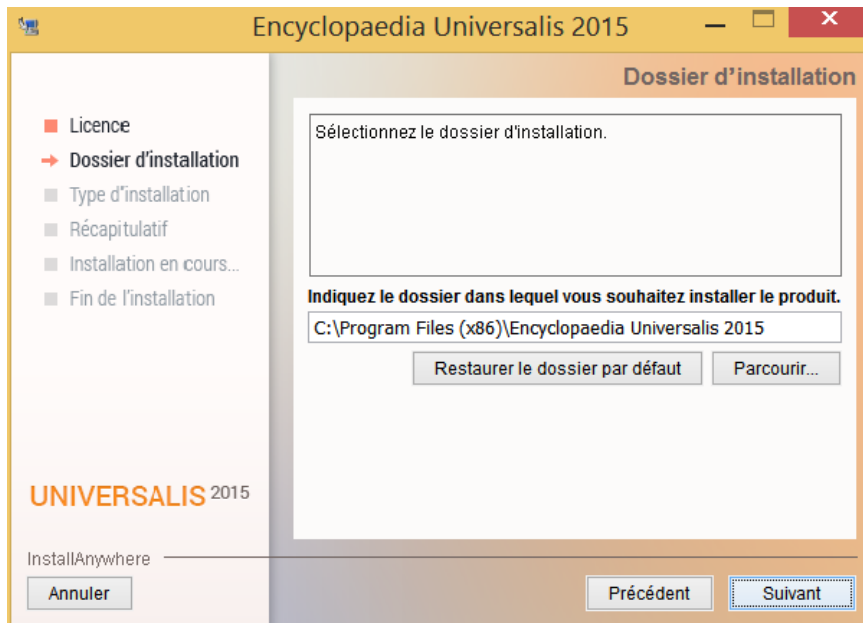 Encyclopaedia Universalis 2015
Dossier d'installation
Licence
Dossier d'installation
Type d'installation
Récapitulatif
Installation en cours...
Fin de l'installation
Sélectionnez le dossier d'installation.
Indiquez le dossier dans lequel vous souhaitez installer le produit.
C:\Program Files (x86)\Encyclopaedia Universalis 2015
Restaurer le dossier par défaut
Parcourir...
UNIVERSALIS 2015
InstallAnywhere
Annuler
Précédent
Suivant